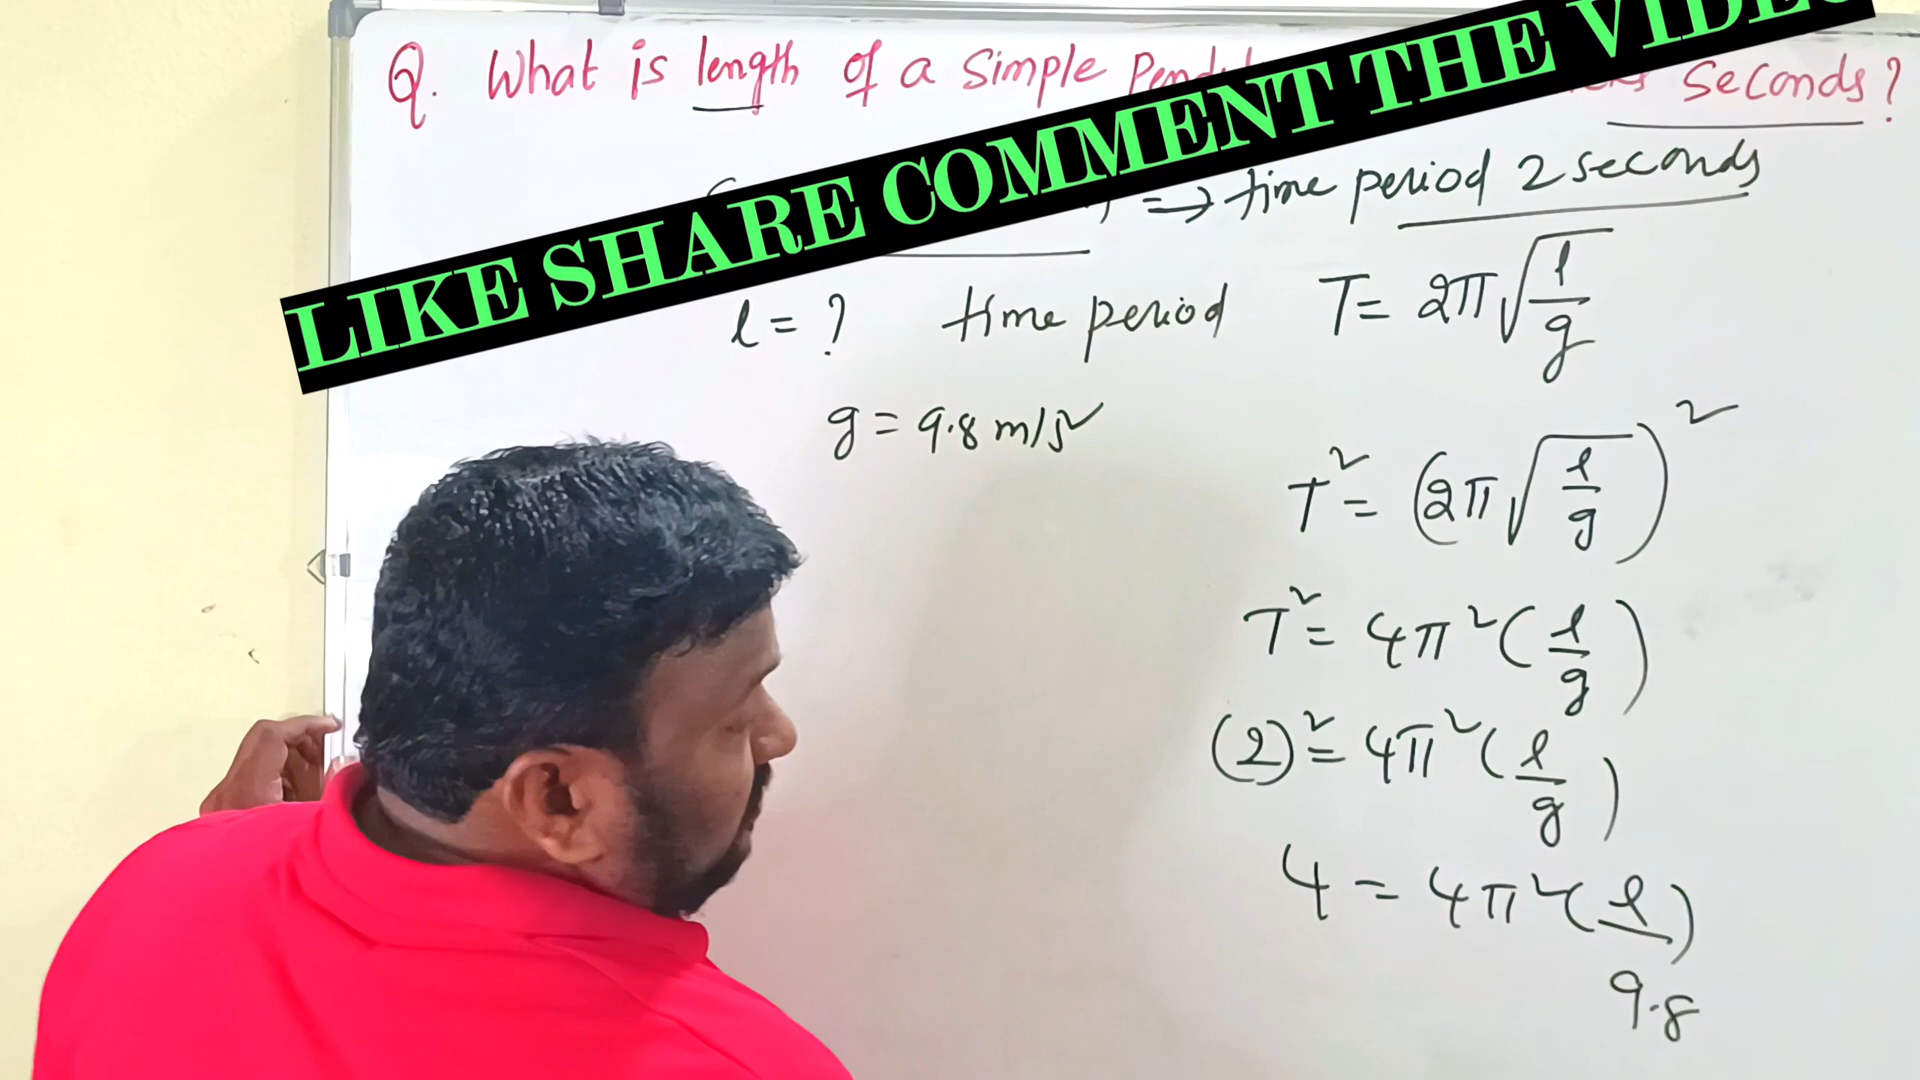 Q. What is length of a Simple Seconds?
LIKE SHARE COMMENT THE VIDEO
=> time period 2 seconds
l = ? time period T = 2π√(l/g)
g = 9.8 m/s²
T² = (2π√(l/g))²
T² = 4π²(l/g)
(2)² = 4π²(l/g)
4 = 4π²(l/9.8)